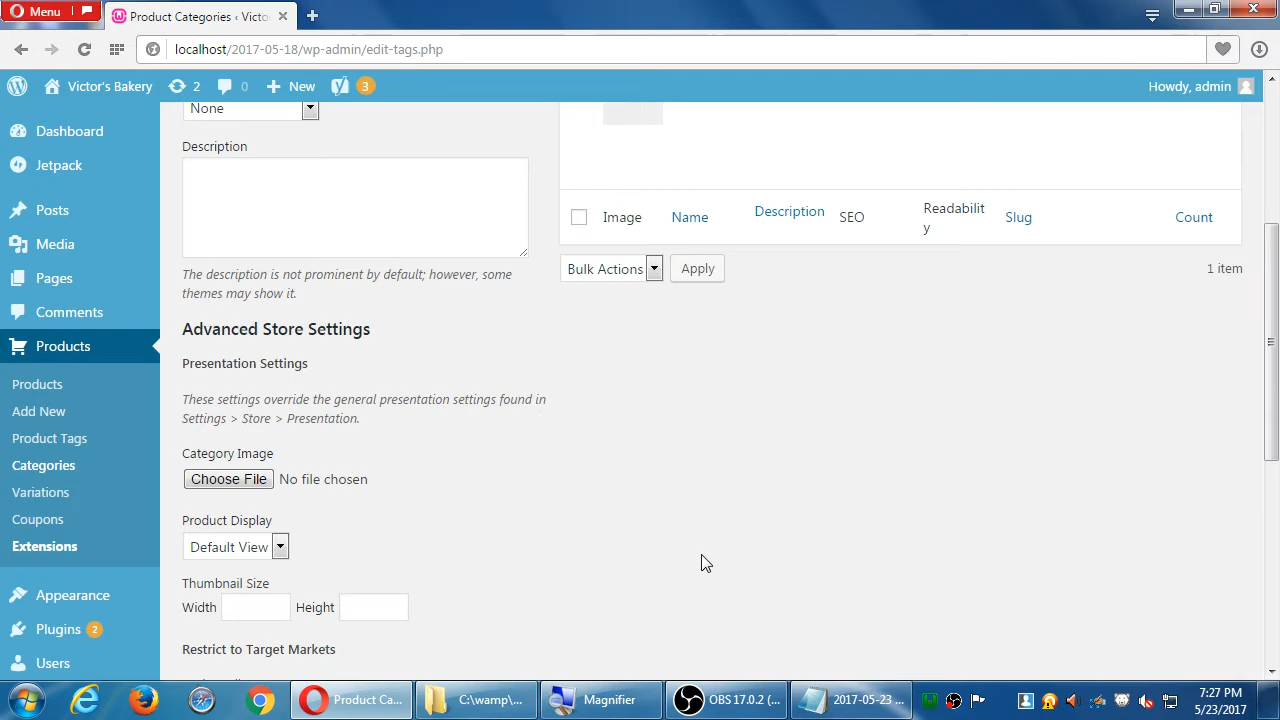 Menu
Product Categories ‹ Victo
localhost/2017-05-18/wp-admin/edit-tags.php
Victor's Bakery 2 0 New 3 Howdy, admin
Dashboard
Jetpack
Posts
Media
Pages
Comments
Products
Products
Add New
Product Tags
Categories
Variations
Coupons
Extensions
Appearance
Plugins 2
Users
None
Description
The description is not prominent by default; however, some
themes may show it.
Advanced Store Settings
Presentation Settings
These settings override the general presentation settings found in
Settings > Store > Presentation.
Category Image
Choose File No file chosen
Product Display
Default View
Thumbnail Size
Width Height
Restrict to Target Markets
Image Name Description SEO Readabilit
y Slug Count
Bulk Actions Apply 1 item
Product Ca... C:\wamp\... Magnifier OBS 17.0.2 (... 2017-05-23 ...
7:27 PM
5/23/2017